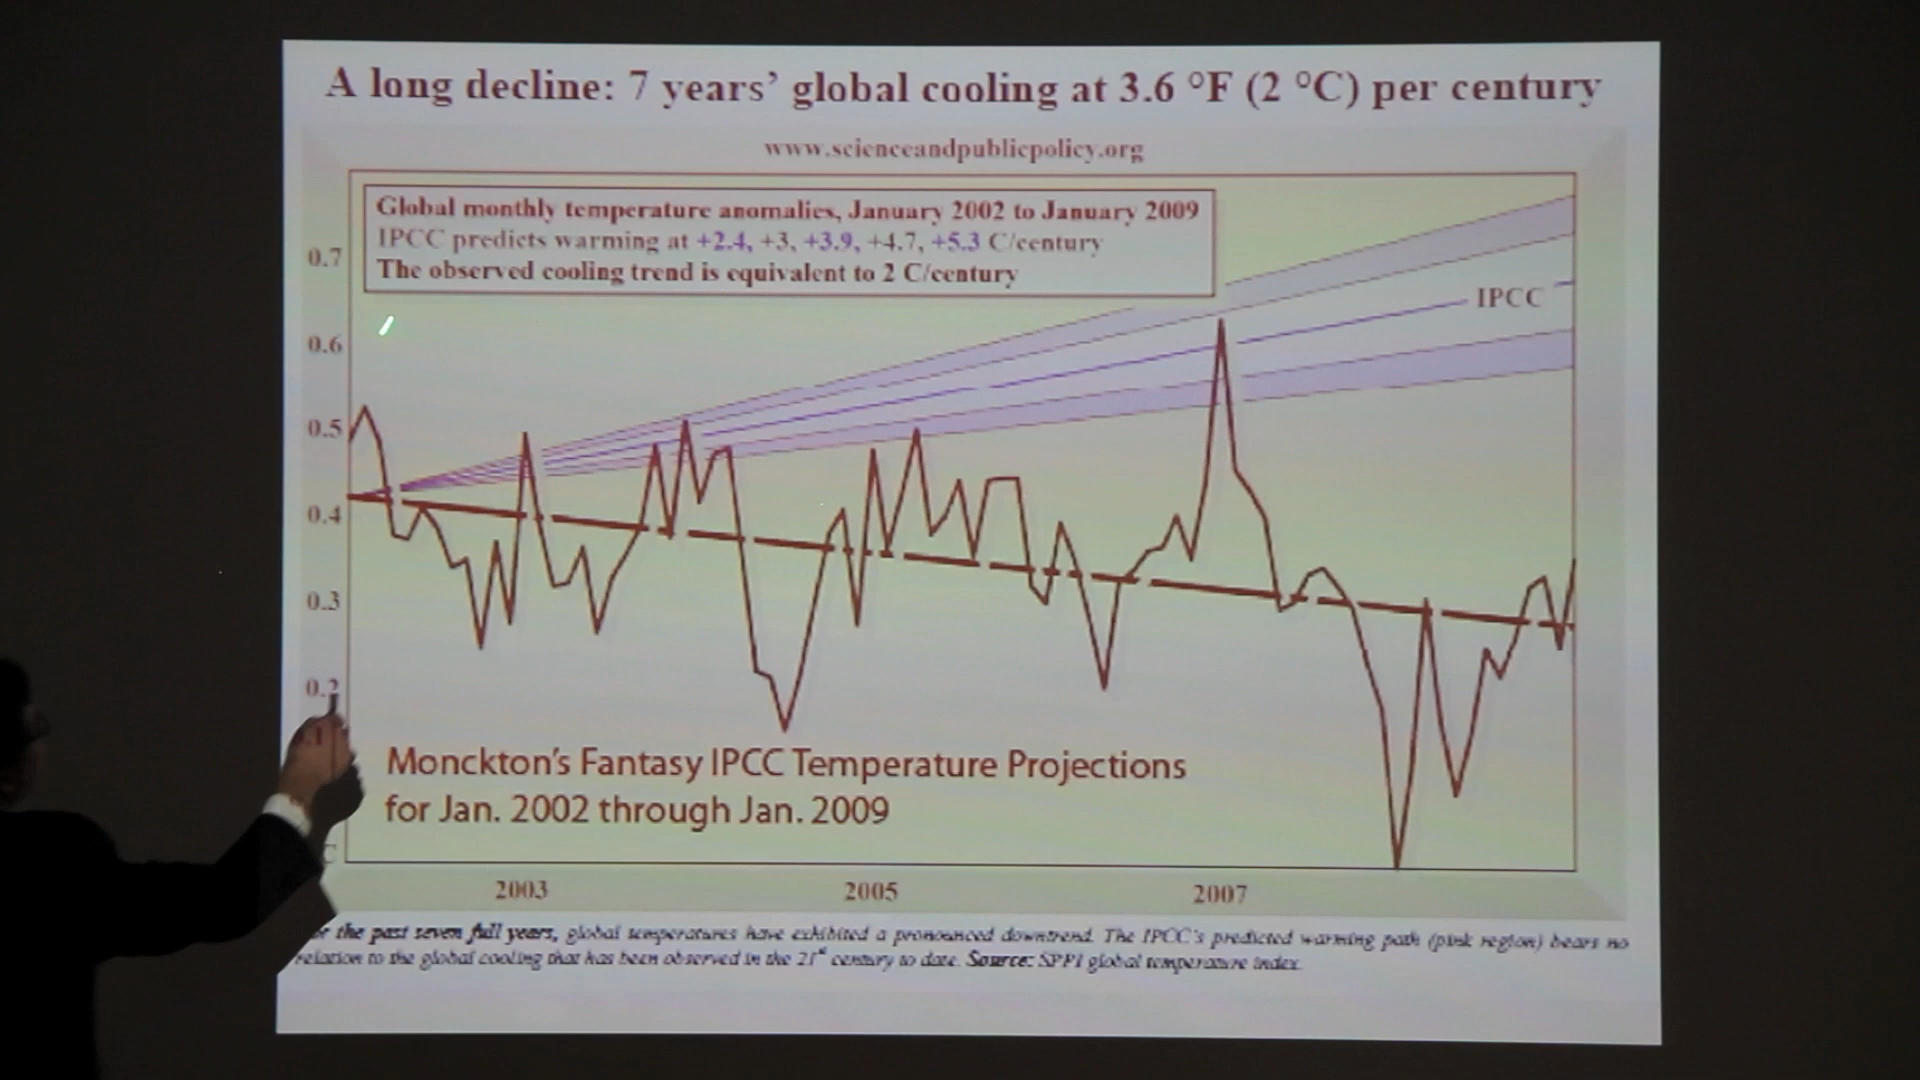 A long decline: 7 years’ global cooling at 3.6 °F (2 °C) per century
www.scienceandpublicpolicy.org
Global monthly temperature anomalies, January 2002 to January 2009
IPCC predicts warming at +2.4, +3, +3.9, +4.7, +5.3 C/century
The observed cooling trend is equivalent to 2 C/century
0.7
IPCC
0.6
0.5
0.4
0.3
0.2
Monckton's Fantasy IPCC Temperature Projections
for Jan. 2002 through Jan. 2009
C
2003 2005 2007
the past seven full years, global temperatures have exhibited a pronounced downtrend. The IPCC's predicted warming path (pink region) bears no
relation to the global cooling that has been observed in the 21st century to date. Source: SPPI global temperature index.